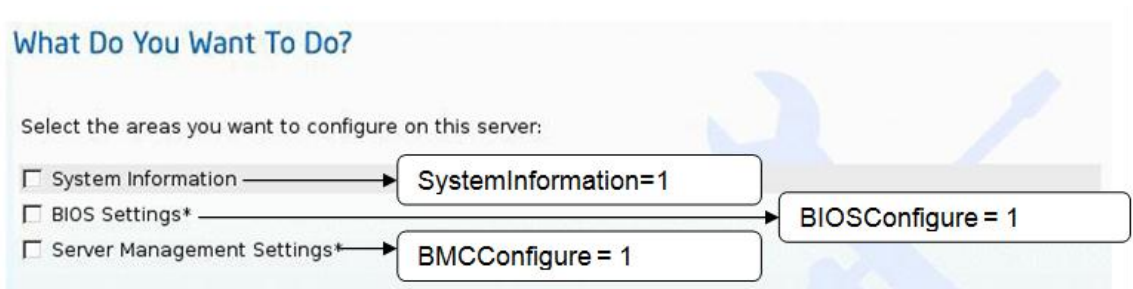 What Do You Want To Do?
Select the areas you want to configure on this server:
System Information SystemInformation=1
BIOS Settings* BIOSConfigure = 1
Server Management Settings* BMCConfigure = 1